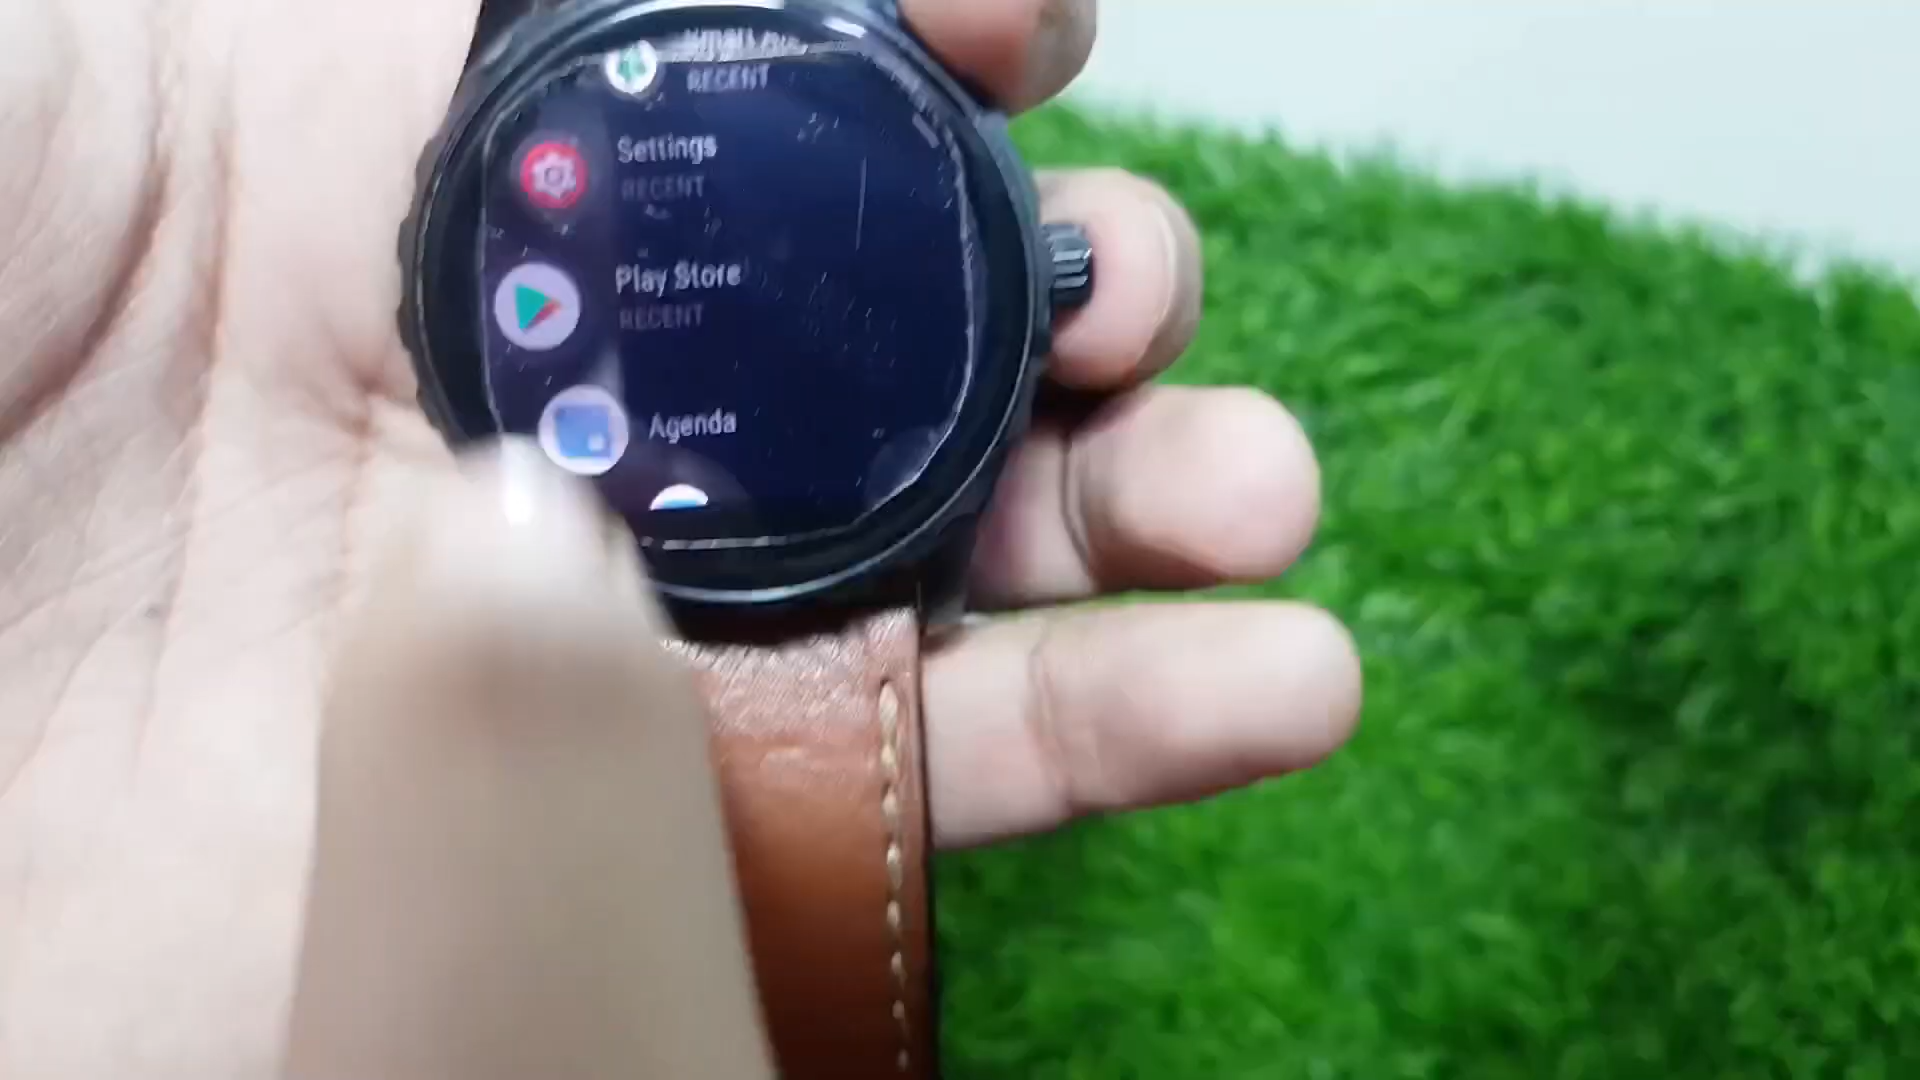 RECENT
Settings
RECENT
Play Store
RECENT
Agenda